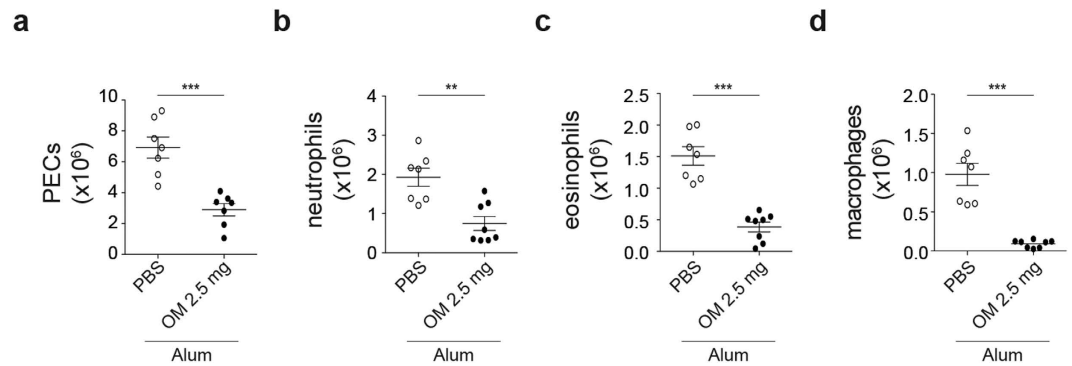 a
b
c
d
***
**
***
***
PECs
(x10⁶)
10
8
6
4
2
0
PBS
OM 2.5 mg
Alum
neutrophils
(x10⁶)
4
3
2
1
0
PBS
OM 2.5 mg
Alum
eosinophils
(x10⁶)
2.5
2.0
1.5
1.0
0.5
0.0
PBS
OM 2.5 mg
Alum
macrophages
(x10⁶)
2.0
1.5
1.0
0.5
0.0
PBS
OM 2.5 mg
Alum